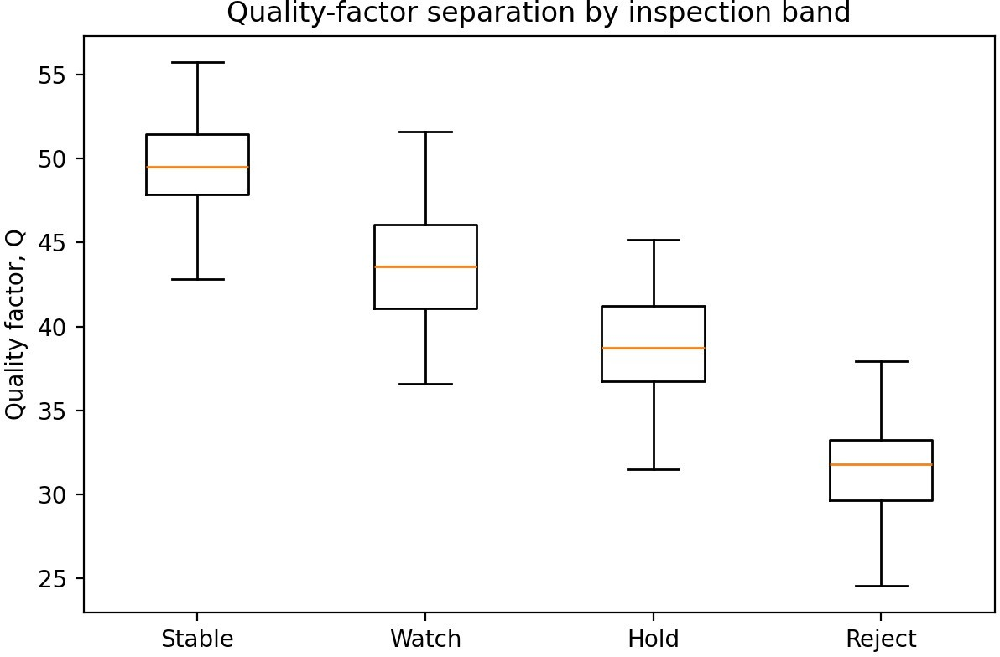 Quality-factor separation by inspection band
Quality factor, Q
55
50
45
40
35
30
25
Stable
Watch
Hold
Reject